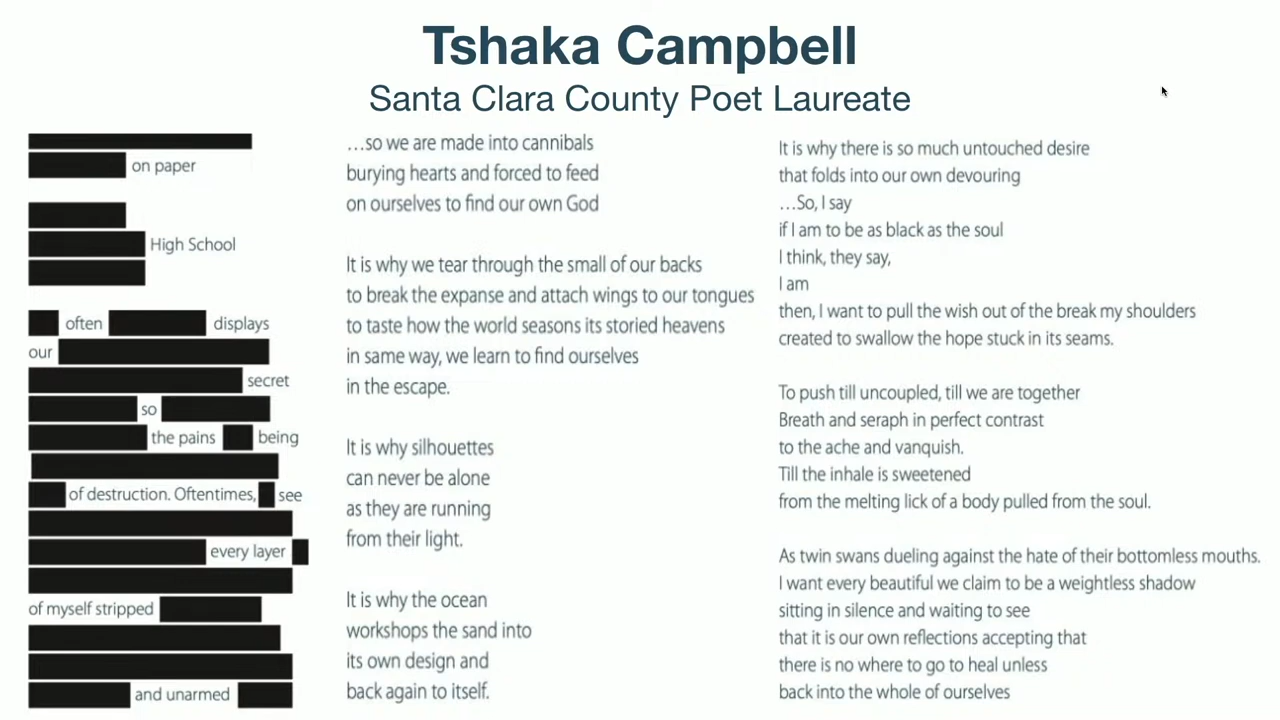 Tshaka Campbell
Santa Clara County Poet Laureate
on paper
High School
often displays
our
secret
so
the pains being
of destruction. Oftentimes, see
every layer
of myself stripped
and unarmed
…so we are made into cannibals
burying hearts and forced to feed
on ourselves to find our own God
It is why we tear through the small of our backs
to break the expanse and attach wings to our tongues
to taste how the world seasons its storied heavens
in same way, we learn to find ourselves
in the escape.
It is why silhouettes
can never be alone
as they are running
from their light.
It is why the ocean
workshops the sand into
its own design and
back again to itself.
It is why there is so much untouched desire
that folds into our own devouring
…So, I say
if I am to be as black as the soul
I think, they say,
I am
then, I want to pull the wish out of the break my shoulders
created to swallow the hope stuck in its seams.
To push till uncoupled, till we are together
Breath and seraph in perfect contrast
to the ache and vanquish.
Till the inhale is sweetened
from the melting lick of a body pulled from the soul.
As twin swans dueling against the hate of their bottomless mouths.
I want every beautiful we claim to be a weightless shadow
sitting in silence and waiting to see
that it is our own reflections accepting that
there is no where to go to heal unless
back into the whole of ourselves